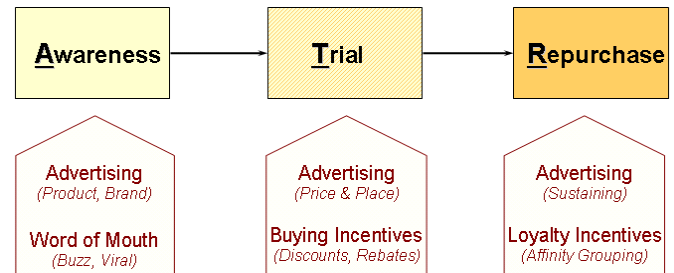 Awareness
Trial
Repurchase
Advertising
(Product, Brand)
Word of Mouth
(Buzz, Viral)
Advertising
(Price & Place)
Buying Incentives
(Discounts, Rebates)
Advertising
(Sustaining)
Loyalty Incentives
(Affinity Grouping)